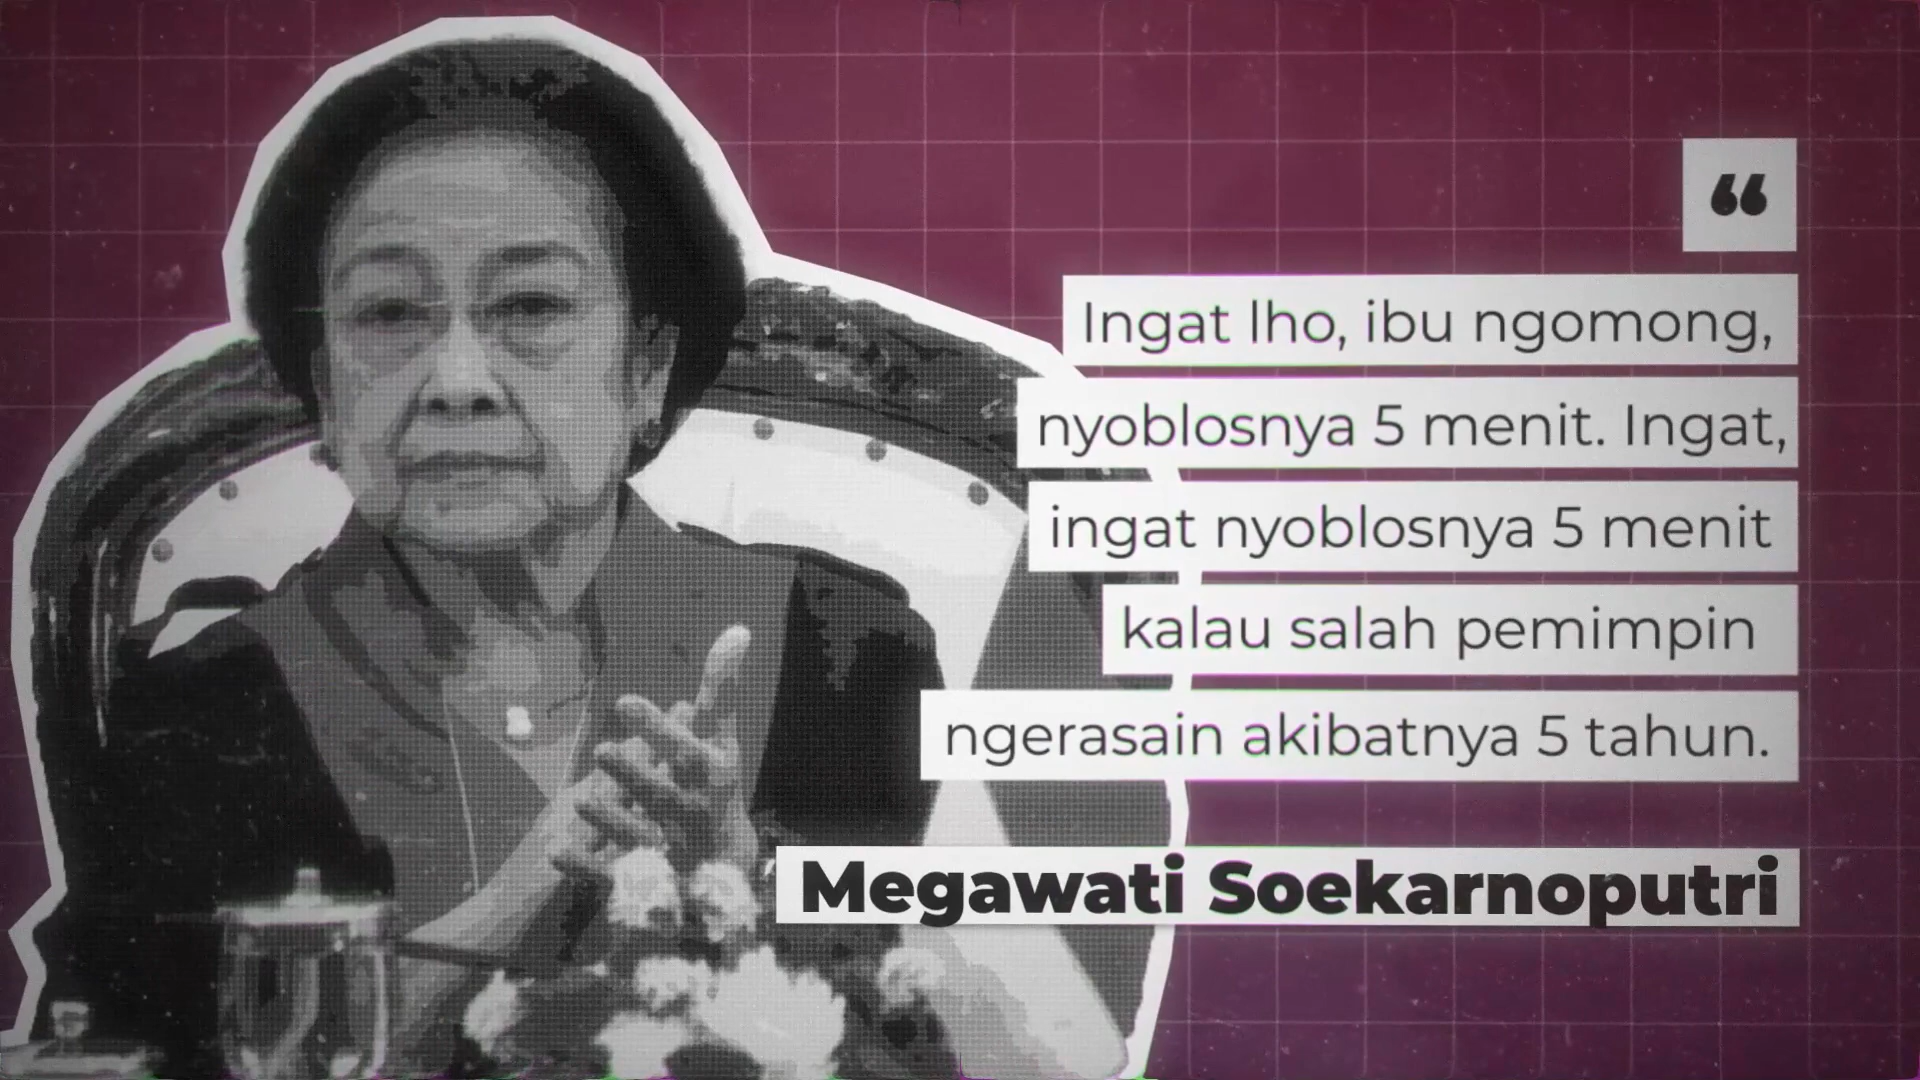 “
Ingat lho, ibu ngomong,
nyoblosnya 5 menit. Ingat,
ingat nyoblosnya 5 menit
kalau salah pemimpin
ngerasain akibatnya 5 tahun.
Megawati Soekarnoputri